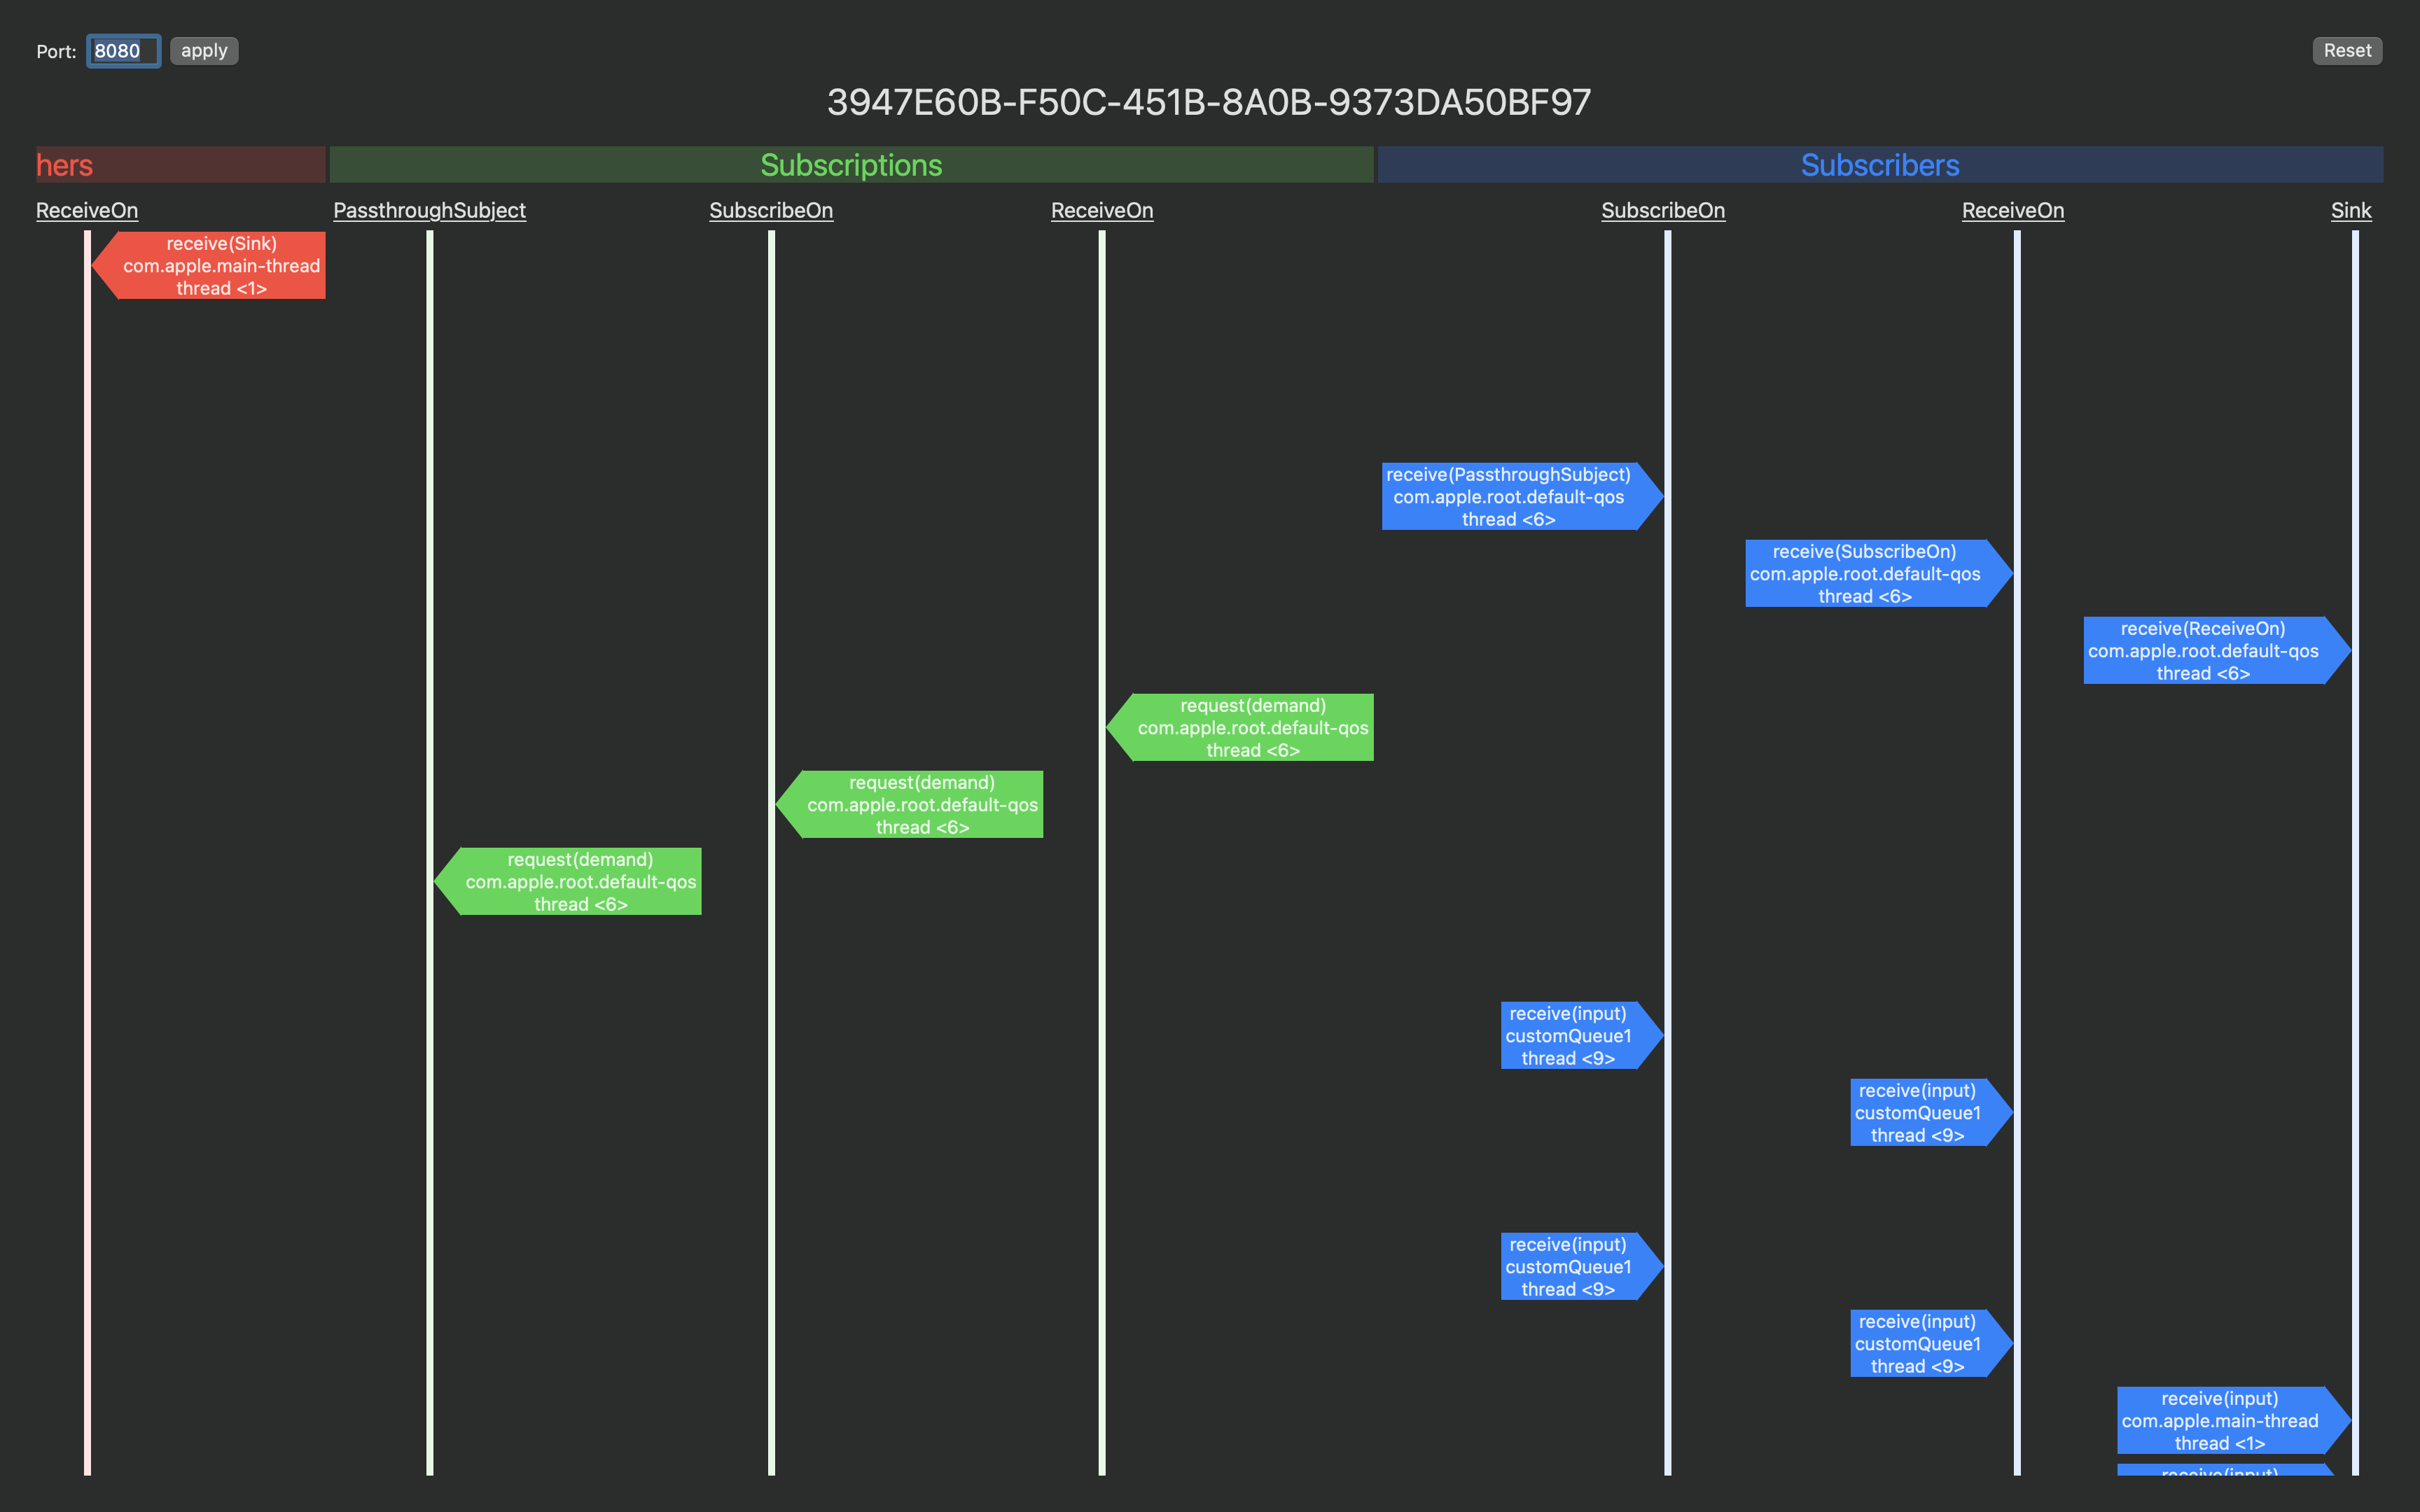 Port: 8080 apply Reset
3947E60B-F50C-451B-8A0B-9373DA50BF97
hers Subscriptions Subscribers
ReceiveOn PassthroughSubject SubscribeOn ReceiveOn SubscribeOn ReceiveOn Sink
receive(Sink)
com.apple.main-thread
thread <1>
receive(PassthroughSubject)
com.apple.root.default-qos
thread <6>
receive(SubscribeOn)
com.apple.root.default-qos
thread <6>
receive(ReceiveOn)
com.apple.root.default-qos
thread <6>
request(demand)
com.apple.root.default-qos
thread <6>
request(demand)
com.apple.root.default-qos
thread <6>
request(demand)
com.apple.root.default-qos
thread <6>
receive(input)
customQueue1
thread <9>
receive(input)
customQueue1
thread <9>
receive(input)
customQueue1
thread <9>
receive(input)
customQueue1
thread <9>
receive(input)
com.apple.main-thread
thread <1>
receive(input)